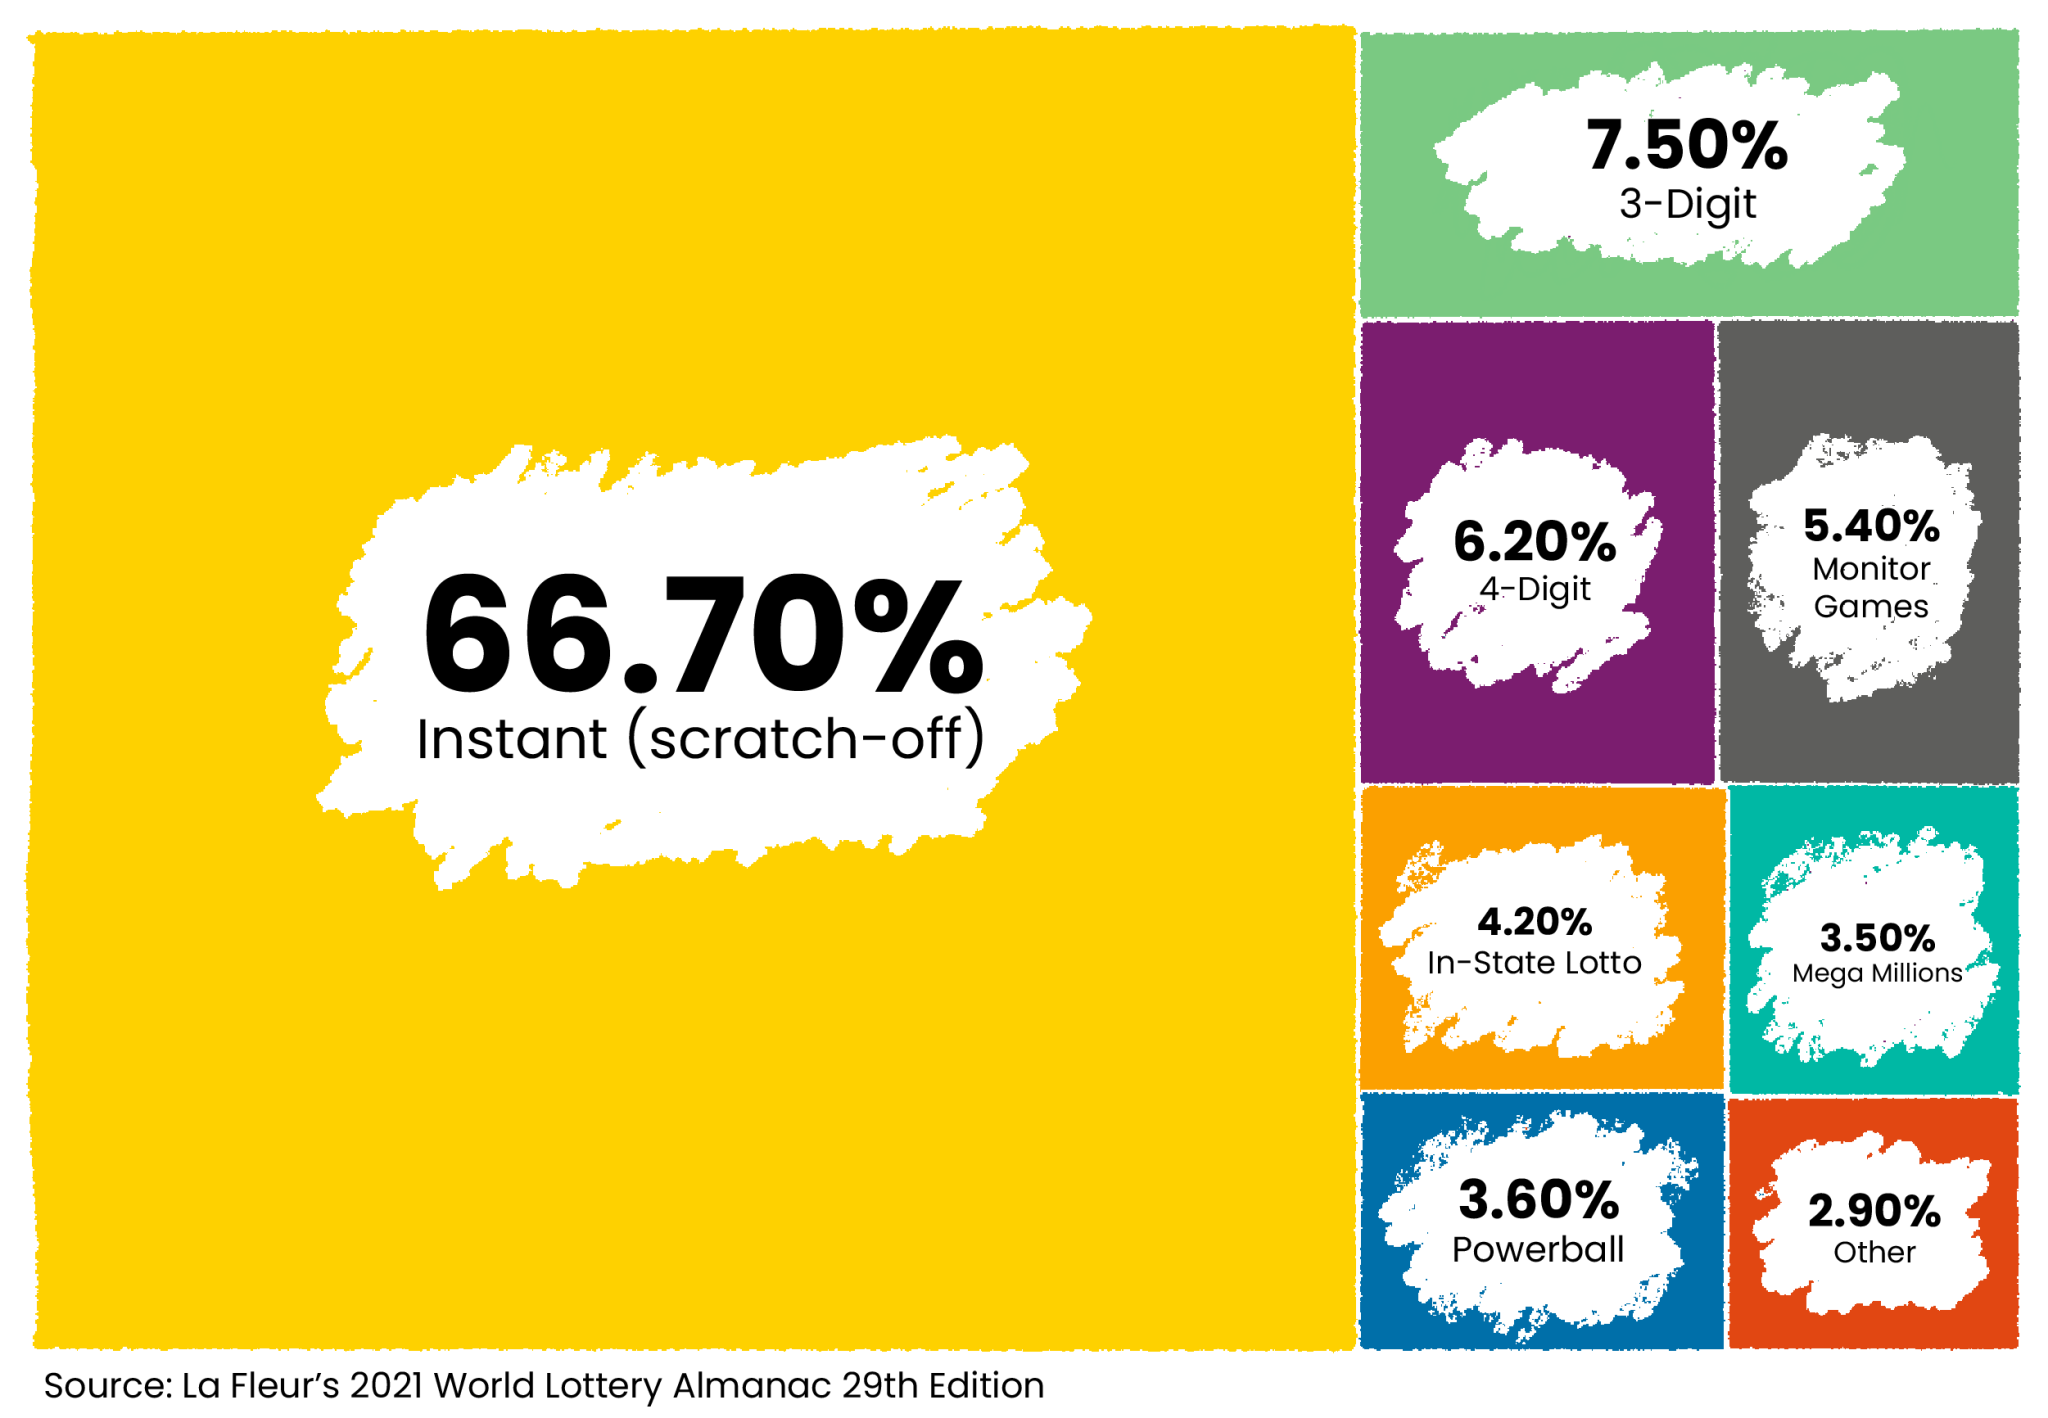 66.70%
Instant (scratch-off)
7.50%
3-Digit
6.20%
4-Digit
5.40%
Monitor
Games
4.20%
In-State Lotto
3.50%
Mega Millions
3.60%
Powerball
2.90%
Other
Source: La Fleur’s 2021 World Lottery Almanac 29th Edition